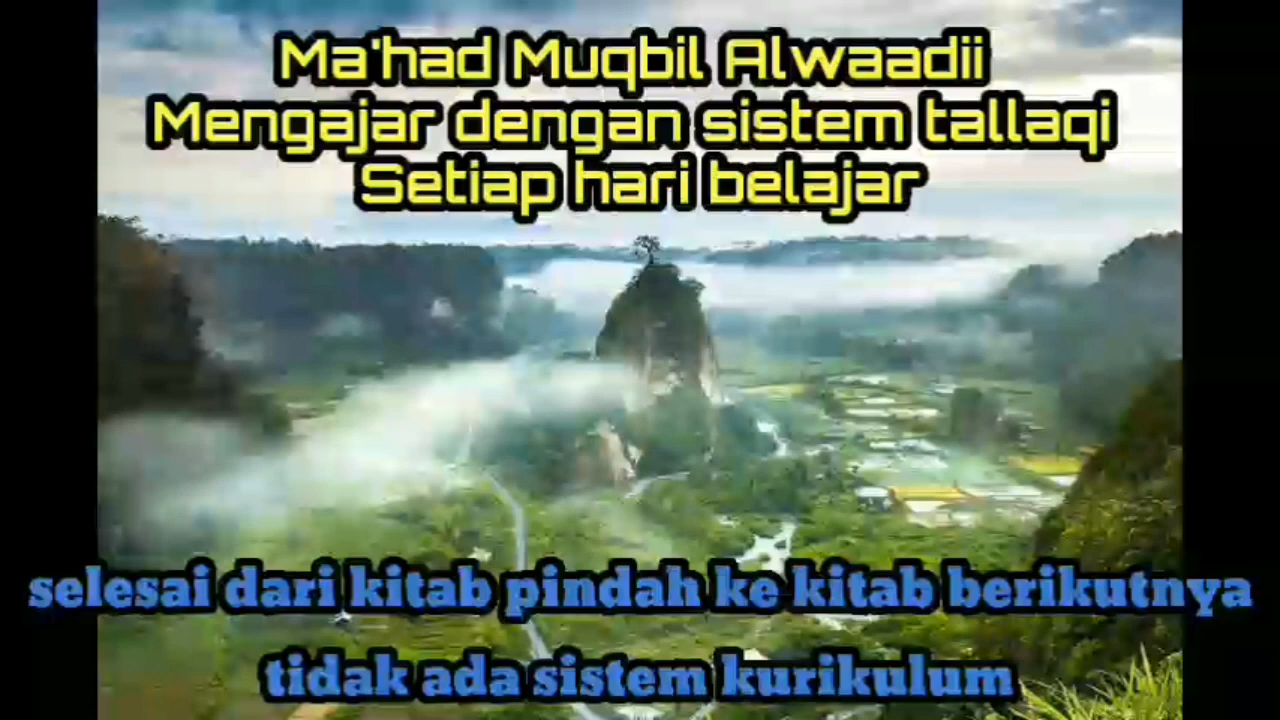 Ma'had Muqbil Alwaadii
Mengajar dengan sistem tallaqi
Setiap hari belajar
selesai dari kitab pindah ke kitab berikutnya
tidak ada sistem kurikulum